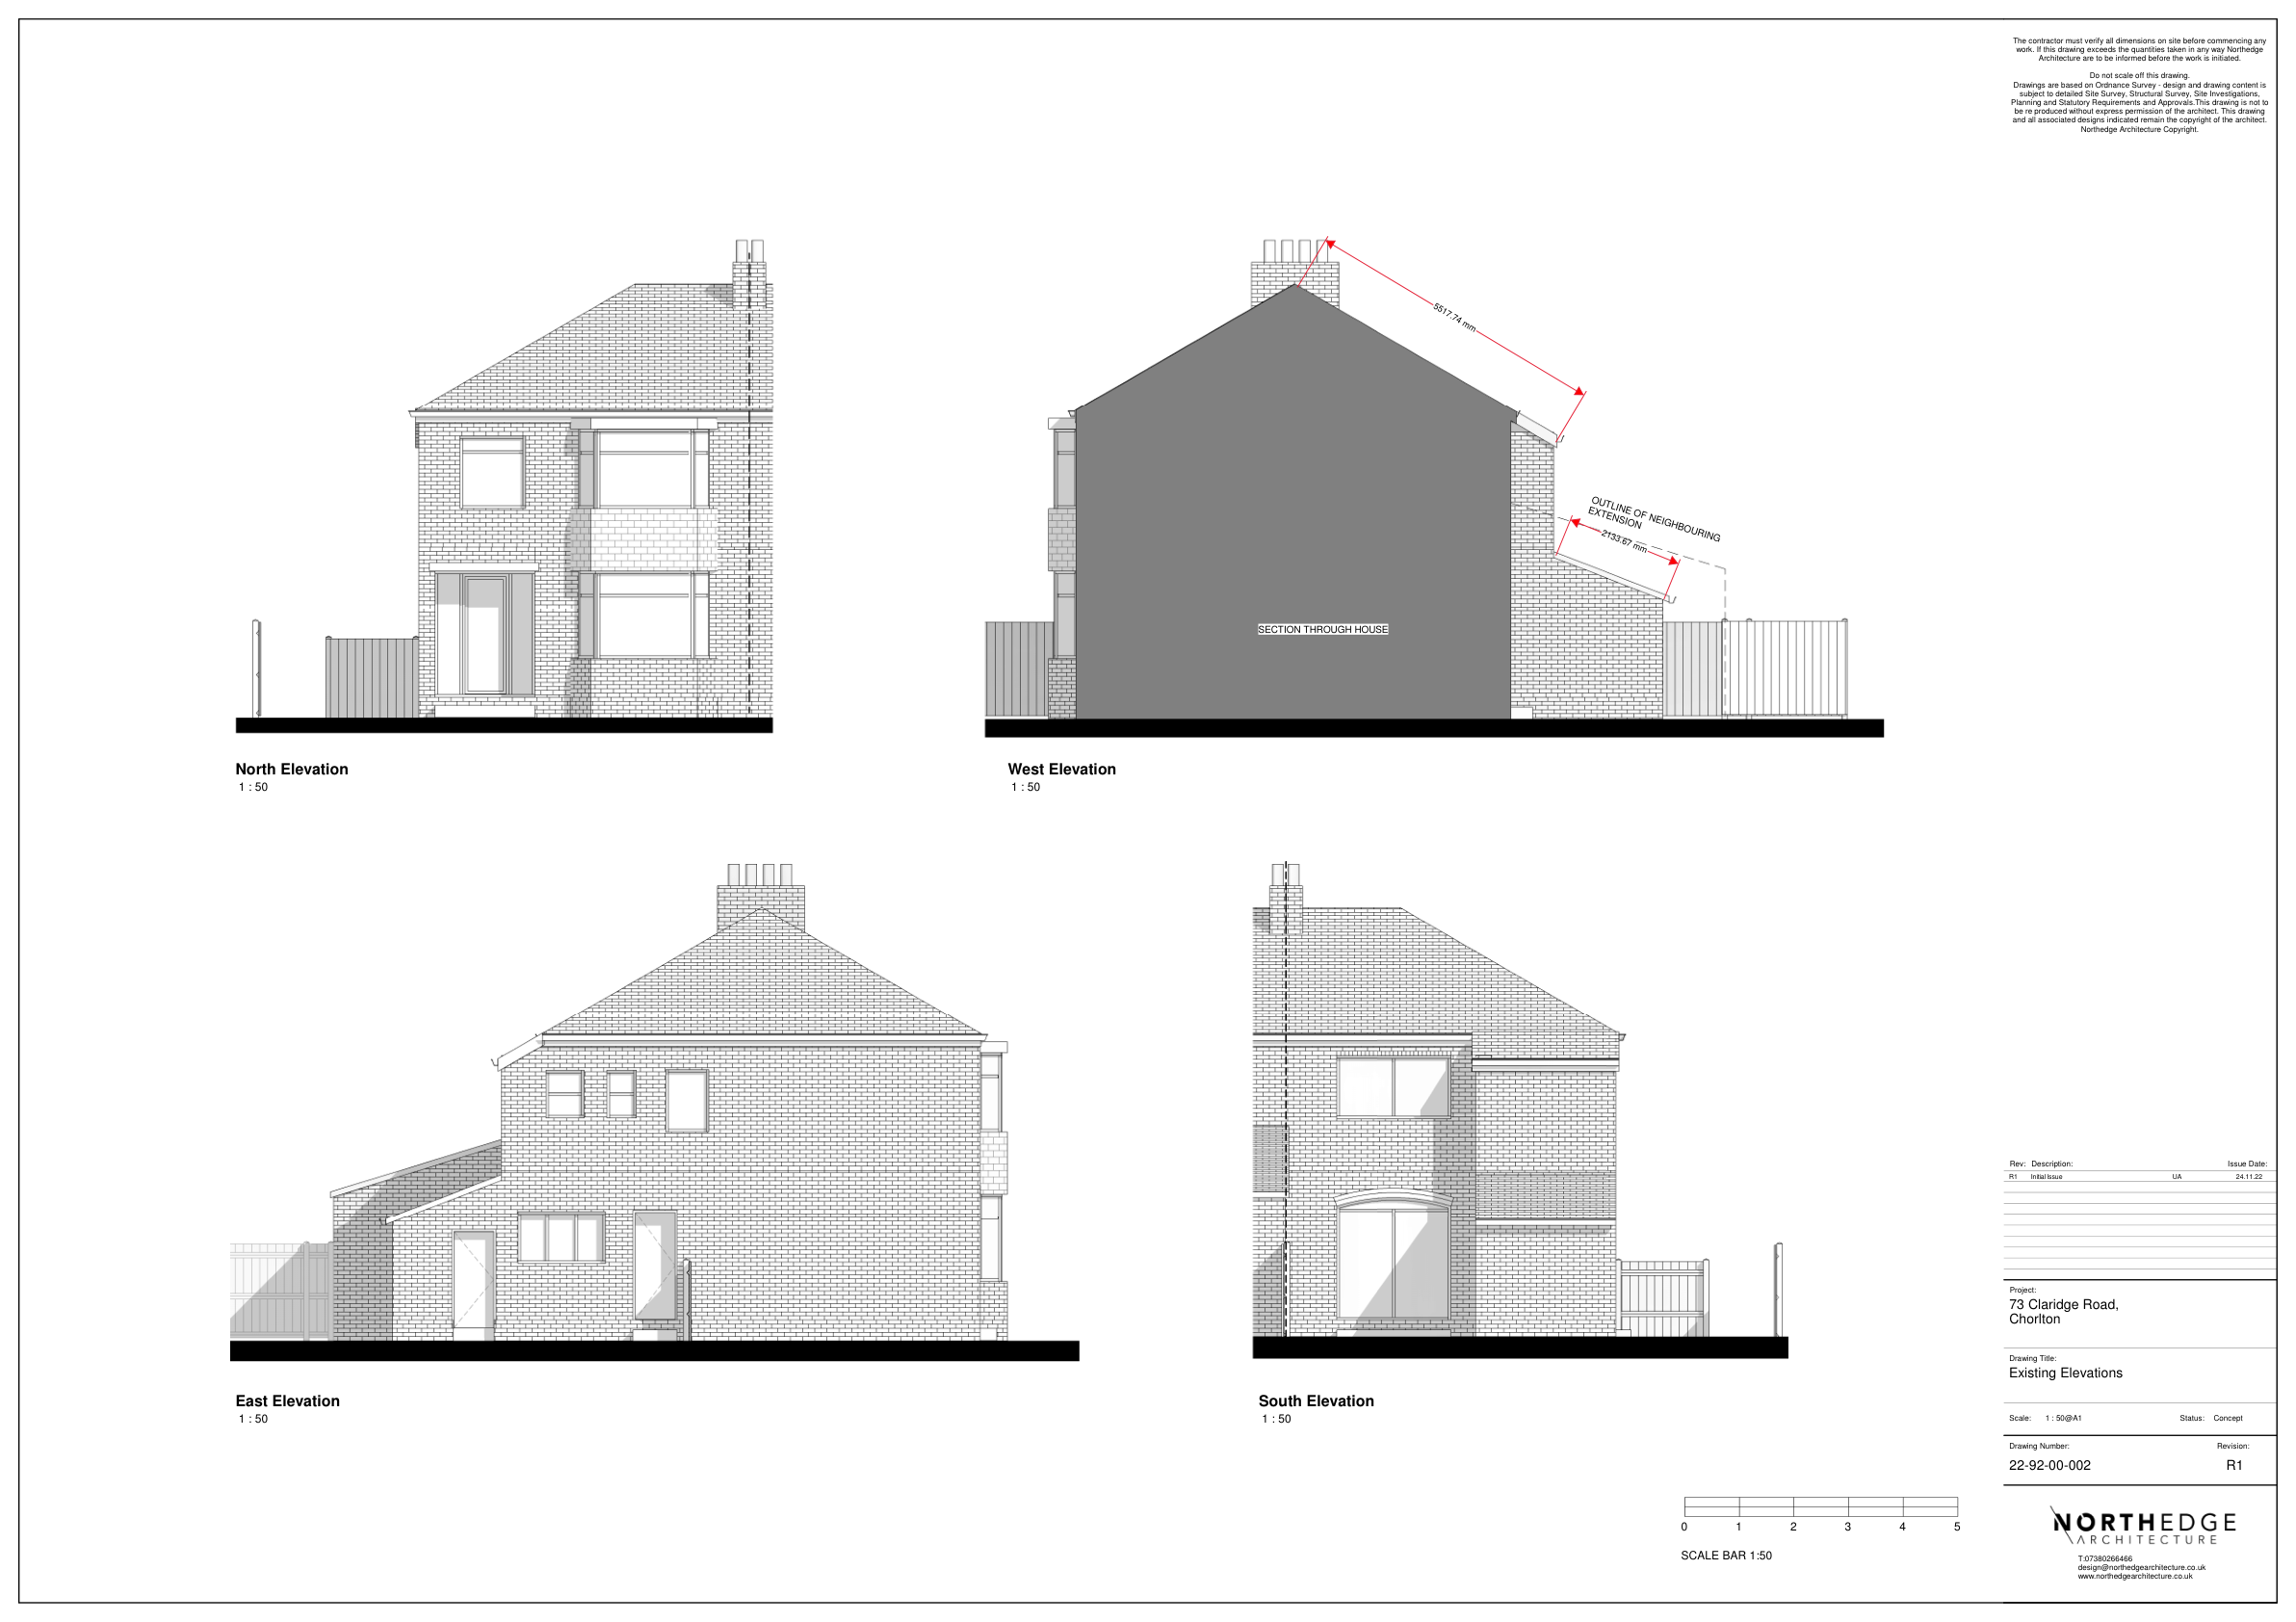 The contractor must verify all dimensions on site before commencing any
work. If this drawing exceeds the quantities taken in any way Northedge
Architecture are to be informed before the work is initiated.
Do not scale off this drawing.
Drawings are based on Ordnance Survey - design and drawing content is
subject to detailed Site Survey, Structural Survey, Site Investigations,
Planning and Statutory Requirements and Approvals.This drawing is not to
be re produced without express permission of the architect. This drawing
and all associated designs indicated remain the copyright of the architect.
Northedge Architecture Copyright.
5517.74 mm
OUTLINE OF NEIGHBOURING
EXTENSION
2133.67 mm
SECTION THROUGH HOUSE
North Elevation
1 : 50
West Elevation
1 : 50
East Elevation
1 : 50
South Elevation
1 : 50
0 1 2 3 4 5
SCALE BAR 1:50
Rev: Description: Issue Date:
R1 Initial Issue UA 24.11.22
Project:
73 Claridge Road,
Chorlton
Drawing Title:
Existing Elevations
Scale: 1 : 50@A1 Status: Concept
Drawing Number: Revision:
22-92-00-002 R1
NORTHEDGE
ARCHITECTURE
T:07380266466
design@northedgearchitecture.co.uk
www.northedgearchitecture.co.uk